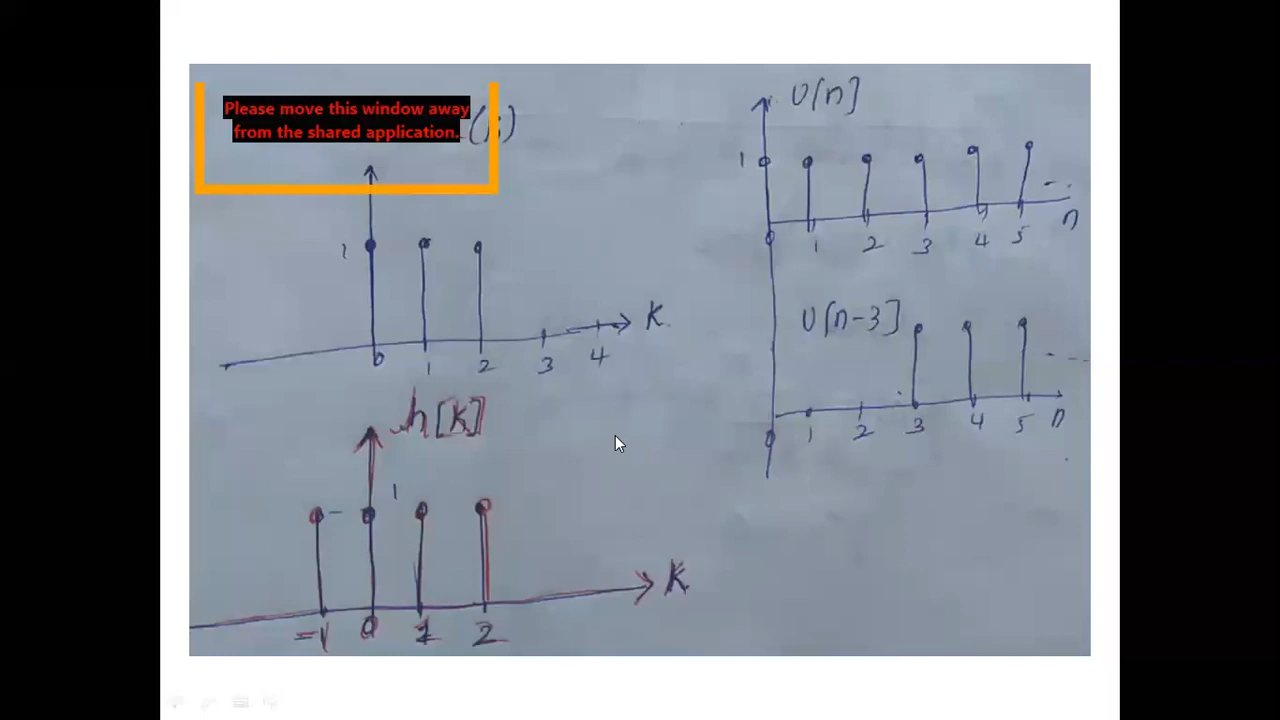 Please move this window away
from the shared application.
(k)
1
K
0 1 2 3 4
h[k]
1
K
-1 0 1 2
U[n]
1
0 1 2 3 4 5 n
U[n-3]
0 1 2 3 4 5 n